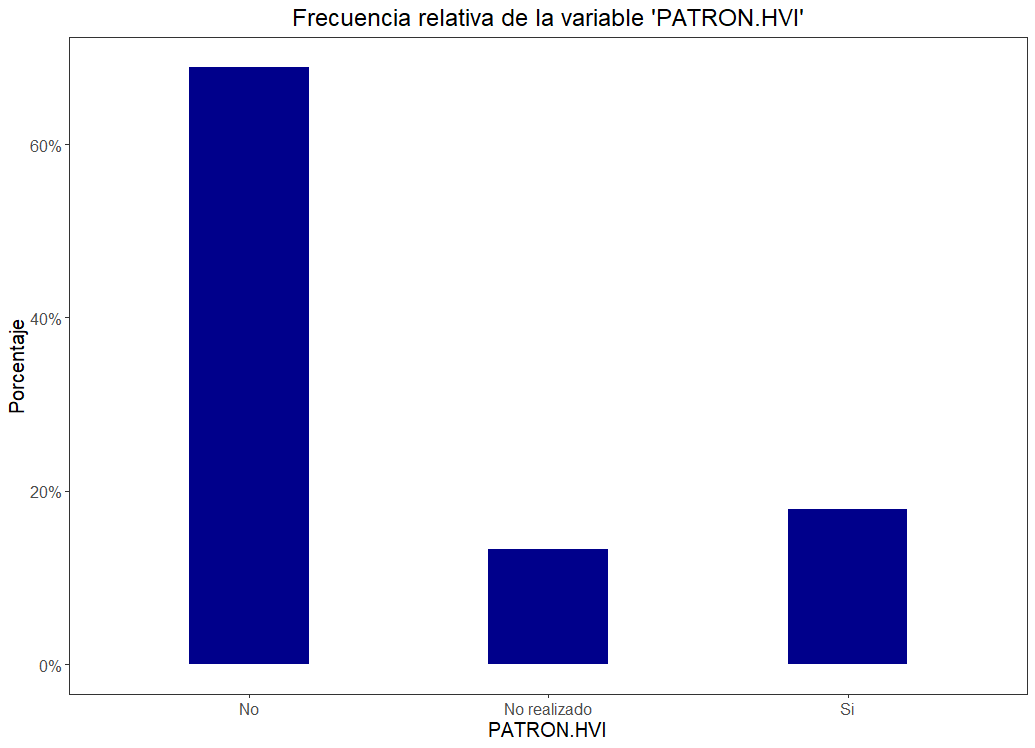 Frecuencia relativa de la variable 'PATRON.HVI'
60%
40%
20%
0%
Porcentaje
No
No realizado
Si
PATRON.HVI